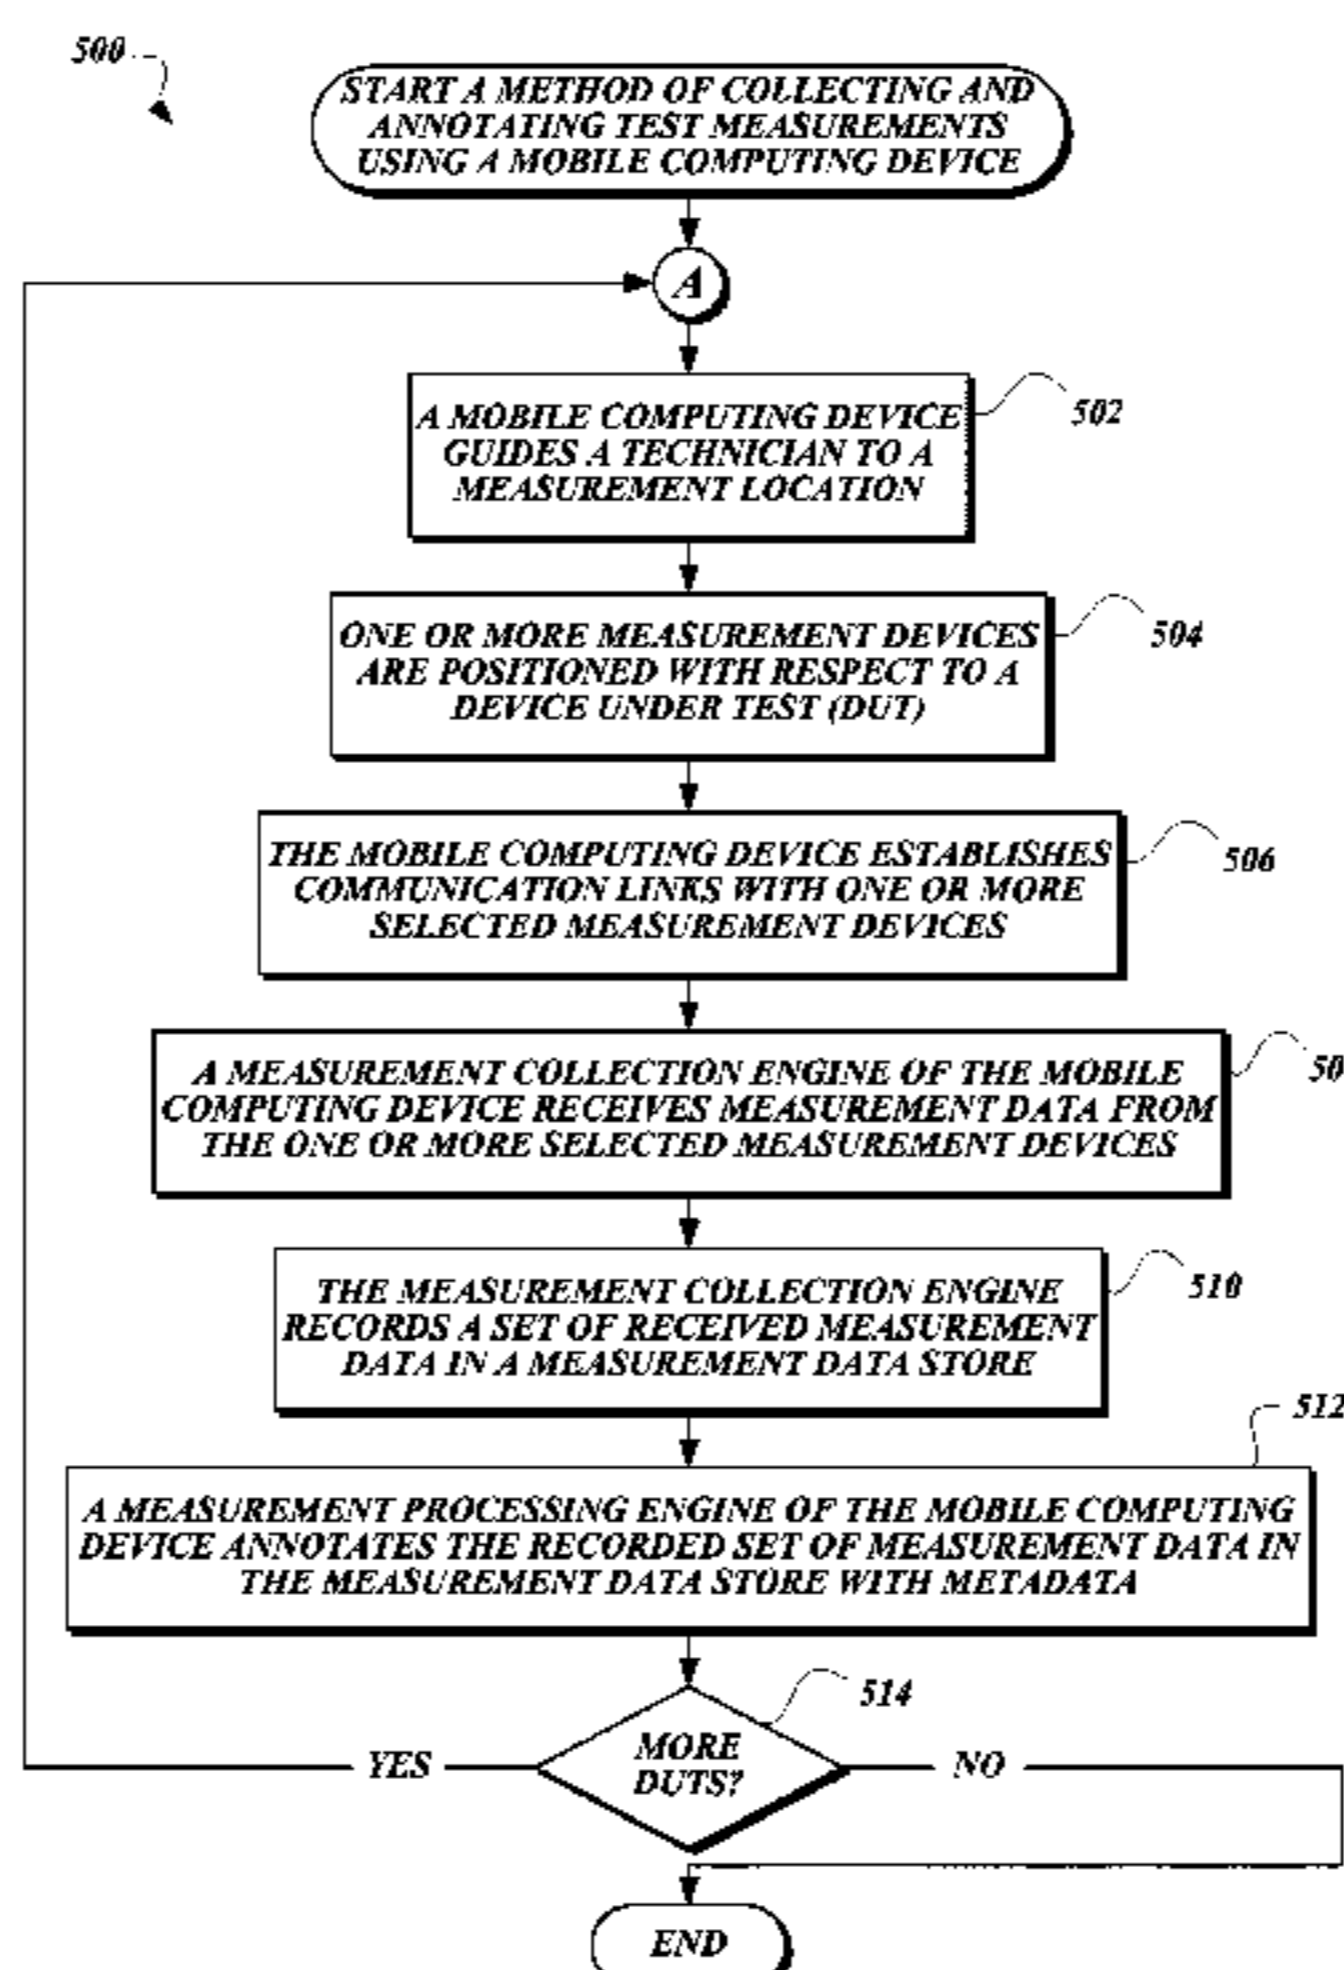 500
START A METHOD OF COLLECTING AND
ANNOTATING TEST MEASUREMENTS
USING A MOBILE COMPUTING DEVICE
A
A MOBILE COMPUTING DEVICE
GUIDES A TECHNICIAN TO A
MEASUREMENT LOCATION
502
ONE OR MORE MEASUREMENT DEVICES
ARE POSITIONED WITH RESPECT TO A
DEVICE UNDER TEST (DUT)
504
THE MOBILE COMPUTING DEVICE ESTABLISHES
COMMUNICATION LINKS WITH ONE OR MORE
SELECTED MEASUREMENT DEVICES
506
A MEASUREMENT COLLECTION ENGINE OF THE MOBILE
COMPUTING DEVICE RECEIVES MEASUREMENT DATA FROM
THE ONE OR MORE SELECTED MEASUREMENT DEVICES
THE MEASUREMENT COLLECTION ENGINE
RECORDS A SET OF RECEIVED MEASUREMENT
DATA IN A MEASUREMENT DATA STORE
510
512
A MEASUREMENT PROCESSING ENGINE OF THE MOBILE COMPUTING
DEVICE ANNOTATES THE RECORDED SET OF MEASUREMENT DATA IN
THE MEASUREMENT DATA STORE WITH METADATA
514
MORE
DUTS?
YES
NO
END